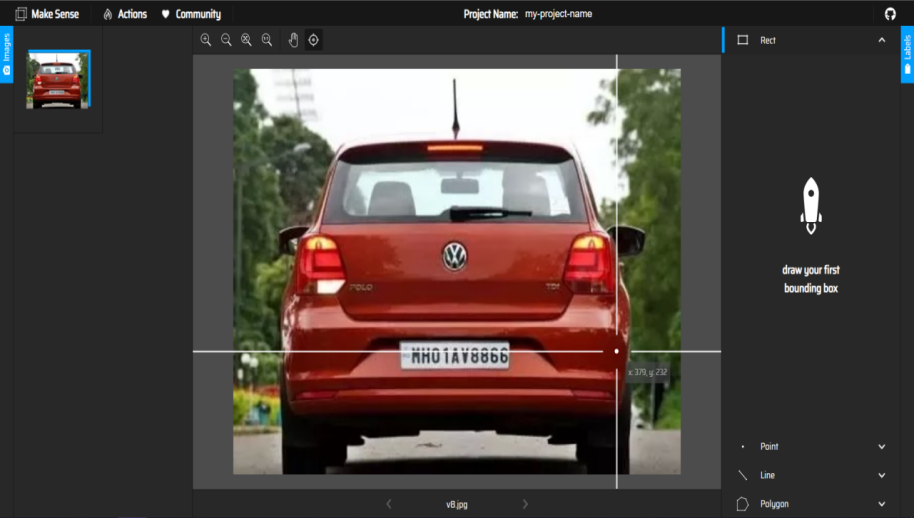 Make Sense
Actions
Community
Project Name: my-project-name
Images
Labels
Rect
draw your first
bounding box
POLO
TDI
MH01AV8866
x: 379, y: 232
Point
Line
Polygon
v8.jpg